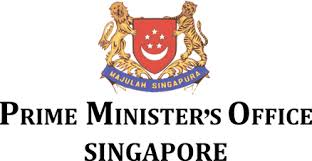 MAJULAH SINGAPURA
PRIME MINISTER'S OFFICE
SINGAPORE